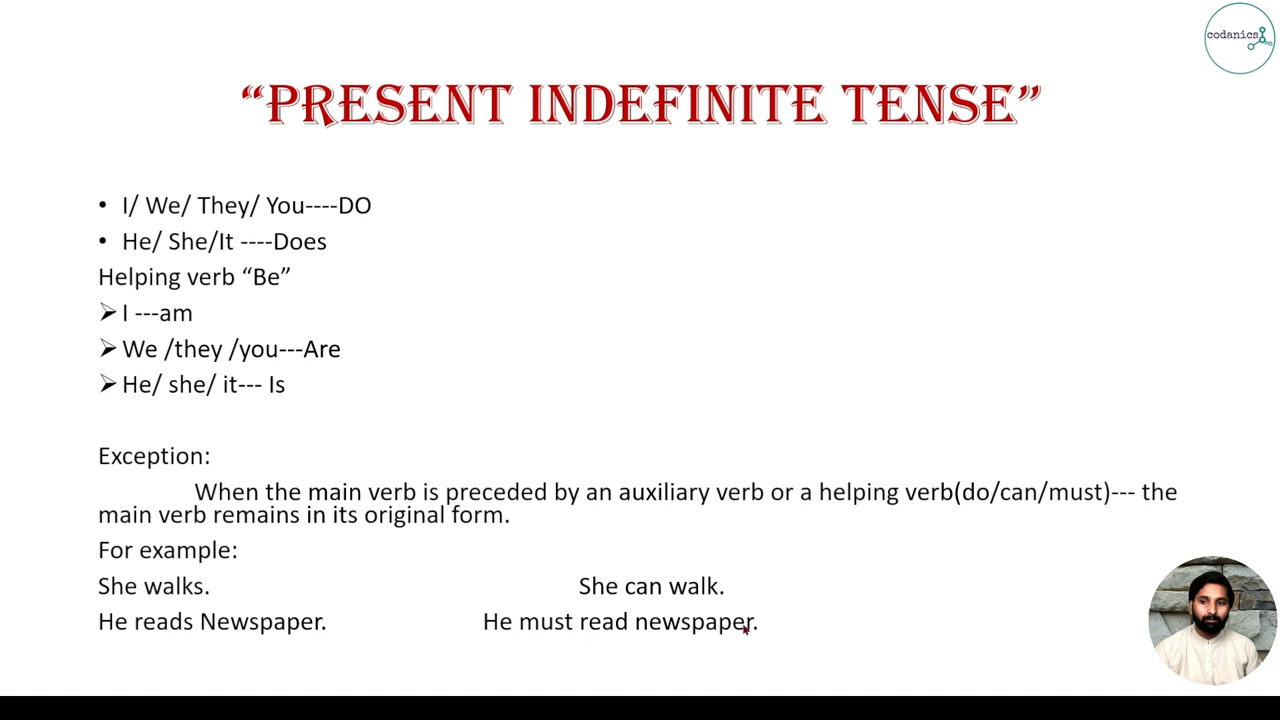 codanics
“PRESENT INDEFINITE TENSE”
• I/ We/ They/ You----DO
• He/ She/It ----Does
Helping verb “Be”
➢ I ---am
➢ We /they /you---Are
➢ He/ she/ it--- Is
Exception:
When the main verb is preceded by an auxiliary verb or a helping verb(do/can/must)--- the
main verb remains in its original form.
For example:
She walks. She can walk.
He reads Newspaper. He must read newspaper.